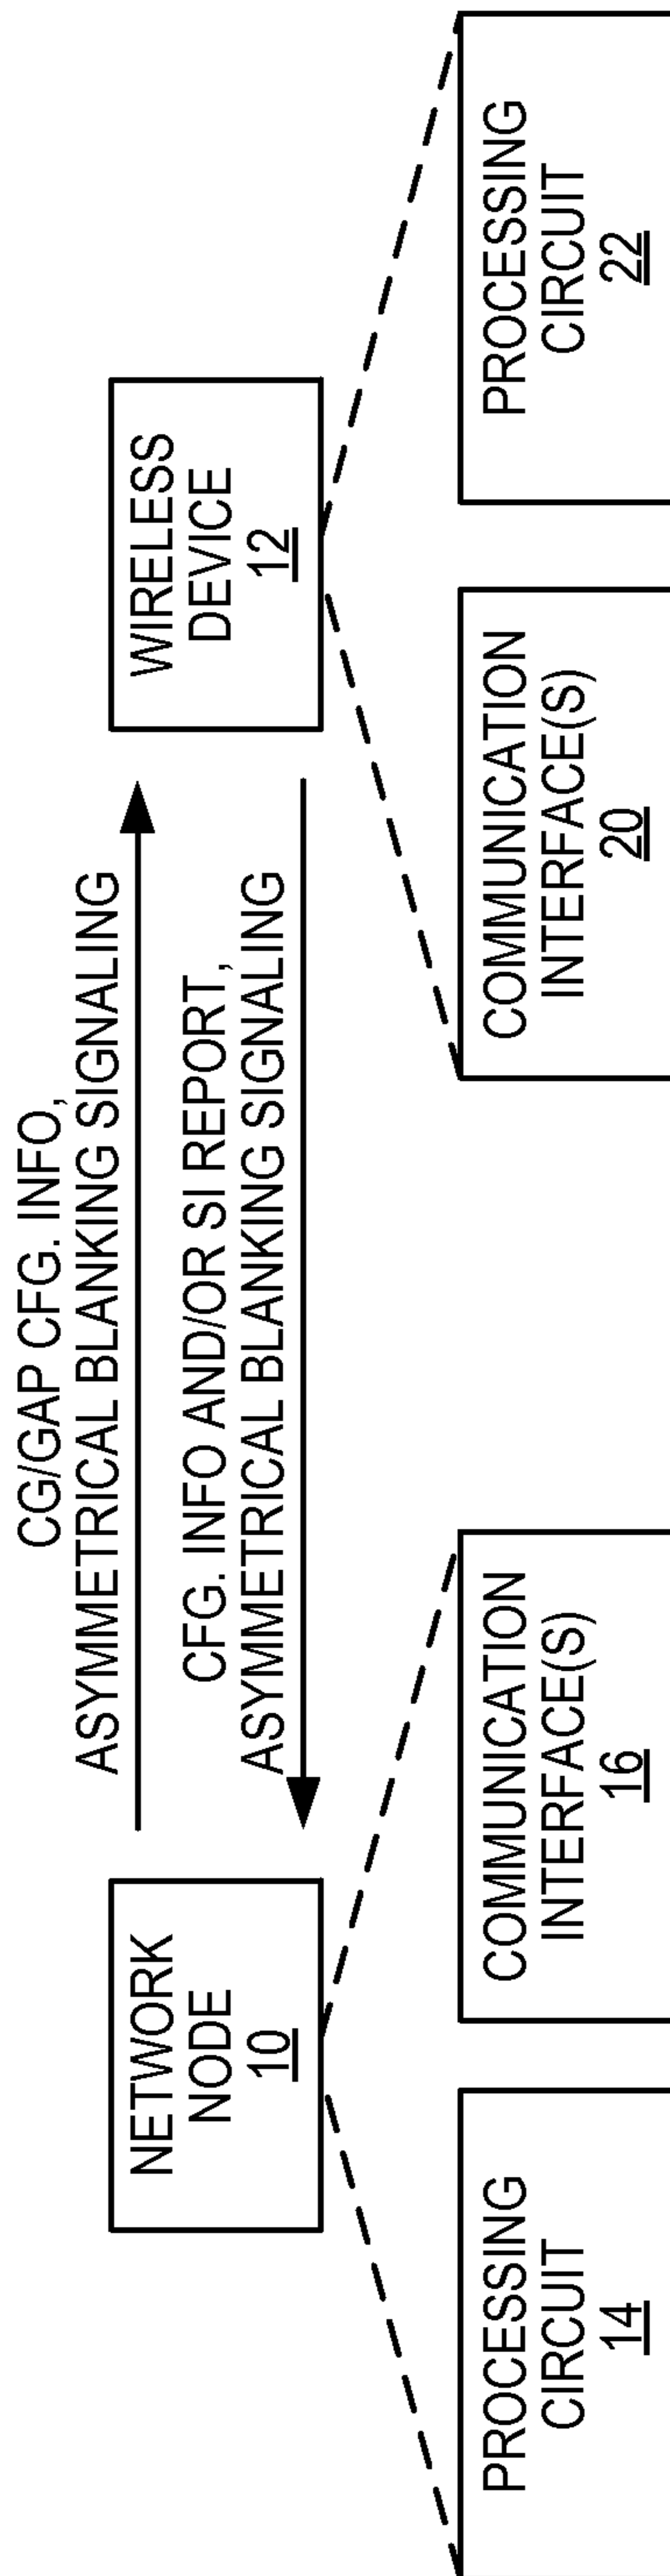 CG/GAP CFG. INFO,
ASYMMETRICAL BLANKING SIGNALING
CFG. INFO AND/OR SI REPORT,
ASYMMETRICAL BLANKING SIGNALING
NETWORK
NODE
10
WIRELESS
DEVICE
12
PROCESSING
CIRCUIT
14
COMMUNICATION
INTERFACE(S)
16
COMMUNICATION
INTERFACE(S)
20
PROCESSING
CIRCUIT
22